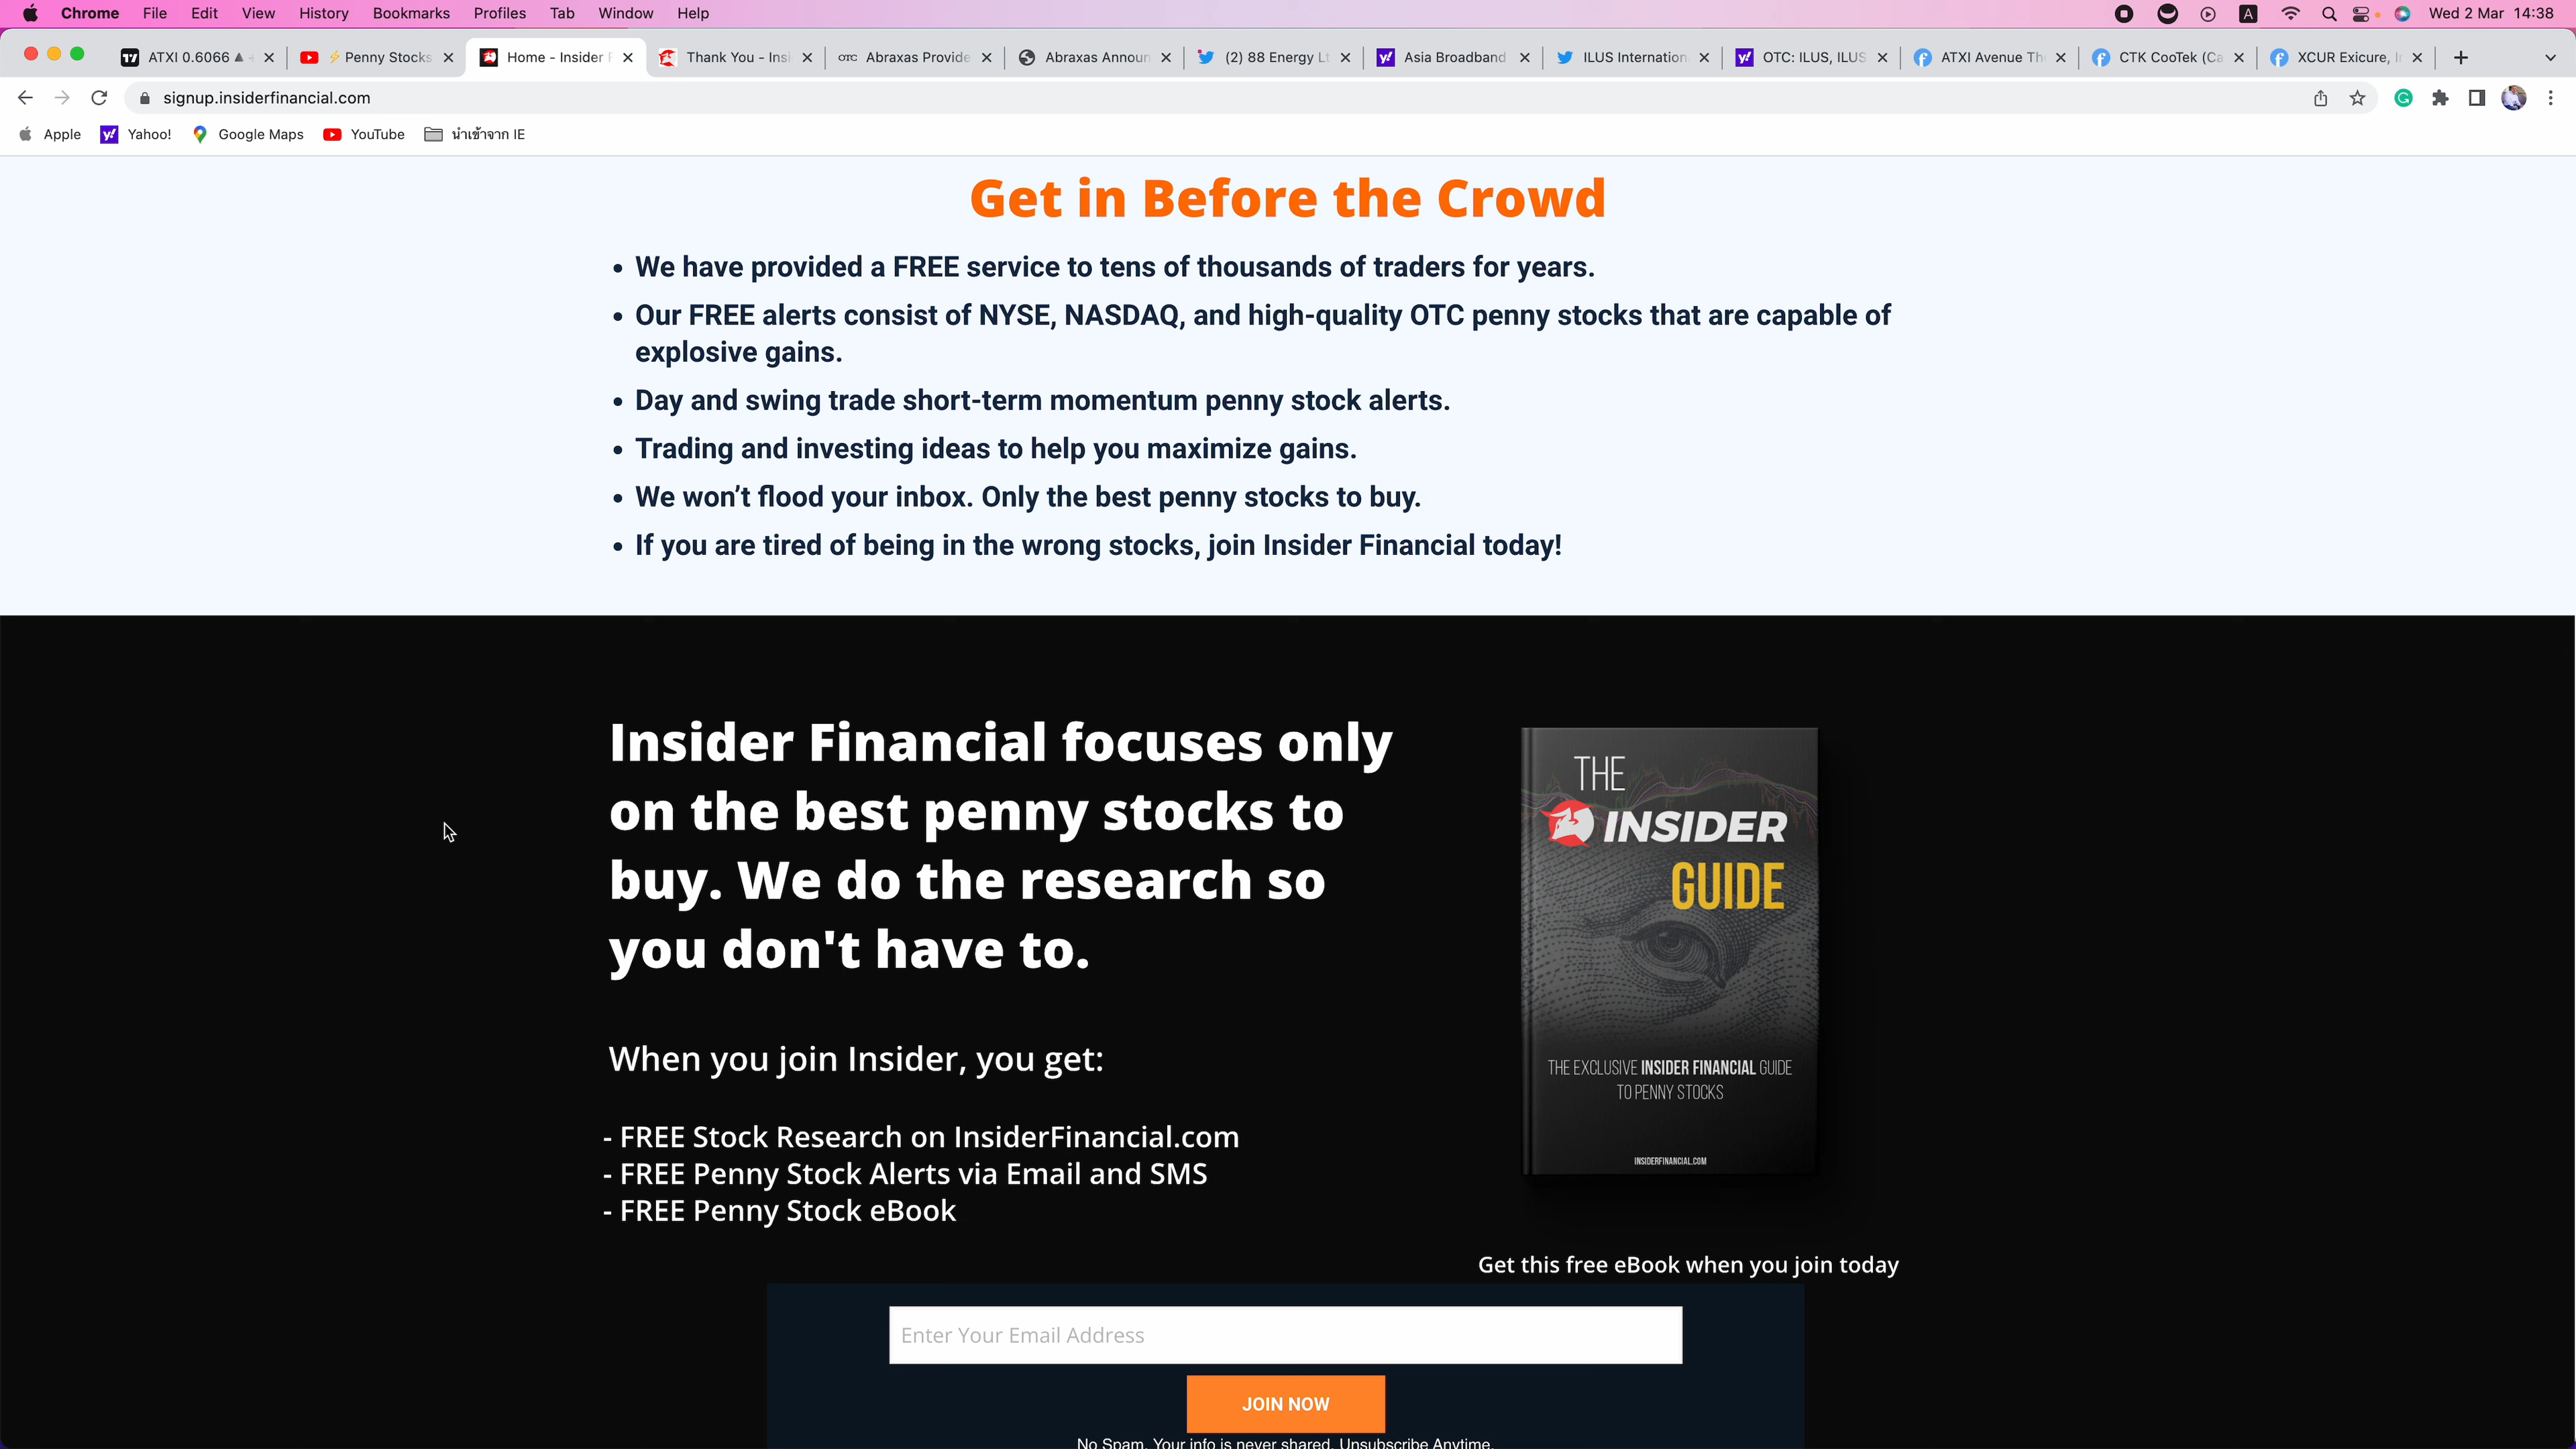 Chrome File Edit View History Bookmarks Profiles Tab Window Help A Wed 2 Mar 14:38
ATXI 0.6066 ▲ Penny Stocks Home - Insider F Thank You - Insi OTC Abraxas Provide Abraxas Announ (2) 88 Energy Lt Asia Broadband ILUS Internation OTC: ILUS, ILUS ATXI Avenue Th CTK CooTek (Ca XCUR Exicure, I
signup.insiderfinancial.com
Apple Yahoo! Google Maps YouTube นำเข้าจาก IE
Get in Before the Crowd
• We have provided a FREE service to tens of thousands of traders for years.
• Our FREE alerts consist of NYSE, NASDAQ, and high-quality OTC penny stocks that are capable of
explosive gains.
• Day and swing trade short-term momentum penny stock alerts.
• Trading and investing ideas to help you maximize gains.
• We won’t flood your inbox. Only the best penny stocks to buy.
• If you are tired of being in the wrong stocks, join Insider Financial today!
Insider Financial focuses only
on the best penny stocks to
buy. We do the research so
you don't have to.
When you join Insider, you get:
- FREE Stock Research on InsiderFinancial.com
- FREE Penny Stock Alerts via Email and SMS
- FREE Penny Stock eBook
THE
INSIDER
GUIDE
THE EXCLUSIVE INSIDER FINANCIAL GUIDE
TO PENNY STOCKS
INSIDERFINANCIAL.COM
Get this free eBook when you join today
Enter Your Email Address
JOIN NOW
No Spam. Your info is never shared. Unsubscribe Anytime.